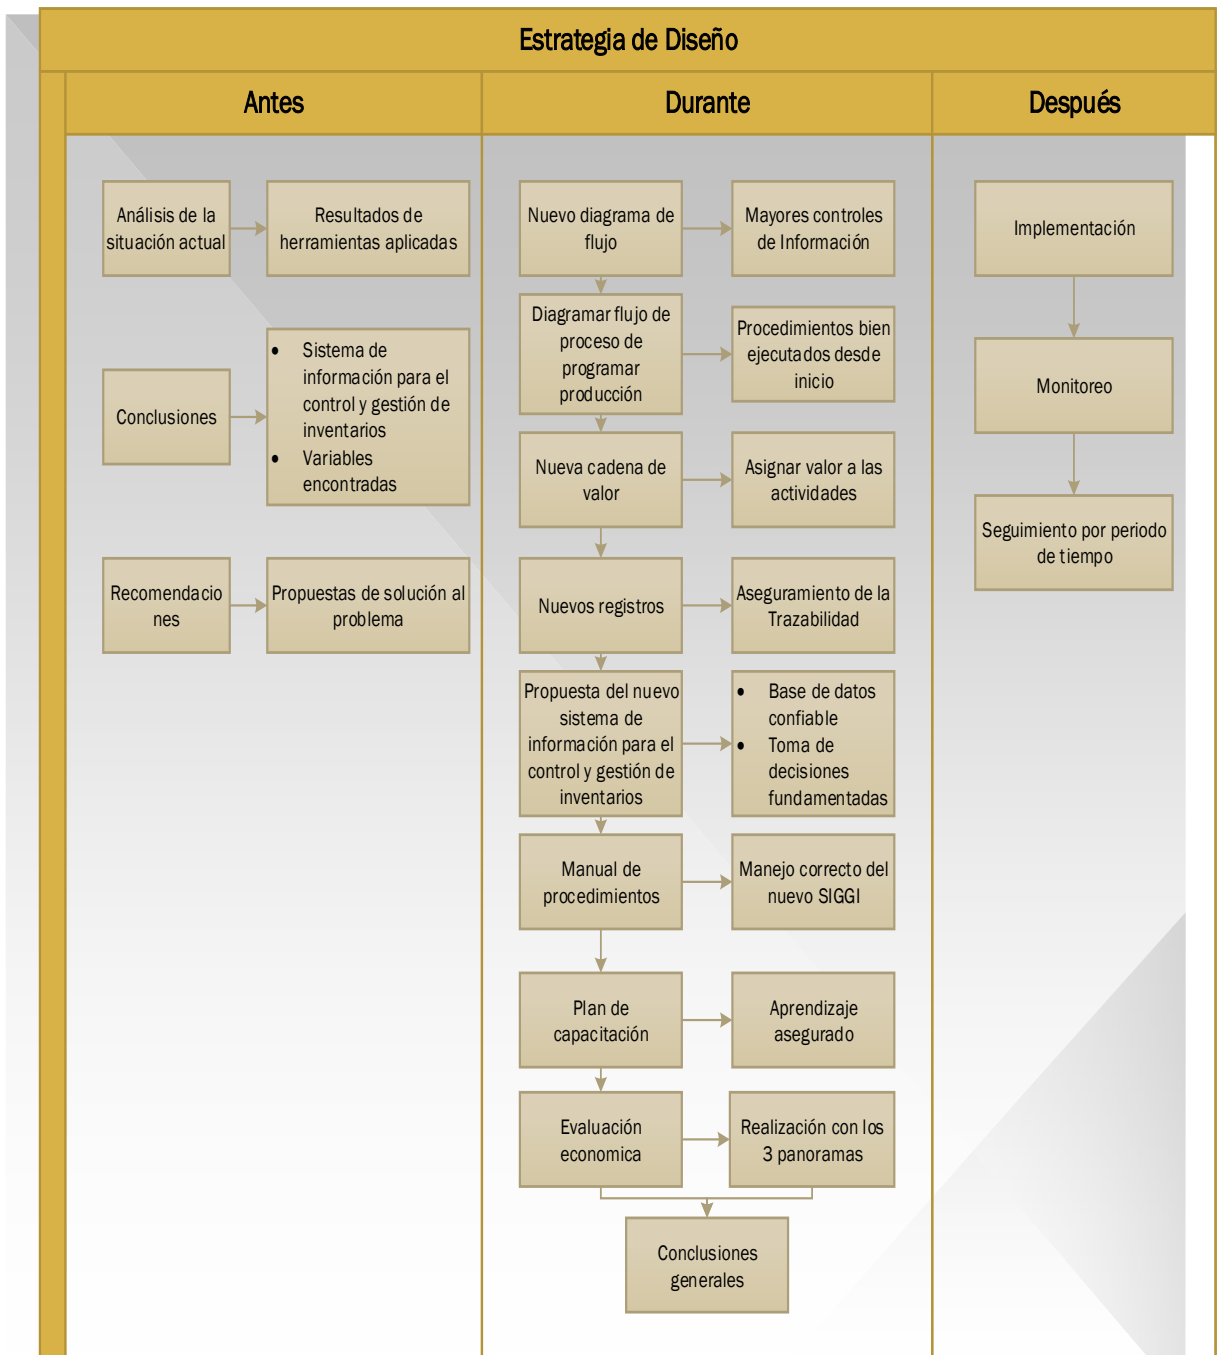 Estrategia de Diseño
Antes
Durante
Después
Análisis de la
situación actual
Resultados de
herramientas aplicadas
Conclusiones
• Sistema de
información para el
control y gestión de
inventarios
• Variables
encontradas
Recomendacio
nes
Propuestas de solución al
problema
Nuevo diagrama de
flujo
Mayores controles
de Información
Diagramar flujo de
proceso de
programar
producción
Procedimientos bien
ejecutados desde
inicio
Nueva cadena de
valor
Asignar valor a las
actividades
Nuevos registros
Aseguramiento de la
Trazabilidad
Propuesta del nuevo
sistema de
información para el
control y gestión de
inventarios
• Base de datos
confiable
• Toma de
decisiones
fundamentadas
Manual de
procedimientos
Manejo correcto del
nuevo SIGGI
Plan de
capacitación
Aprendizaje
asegurado
Evaluación
economica
Realización con los
3 panoramas
Conclusiones
generales
Implementación
Monitoreo
Seguimiento por periodo
de tiempo